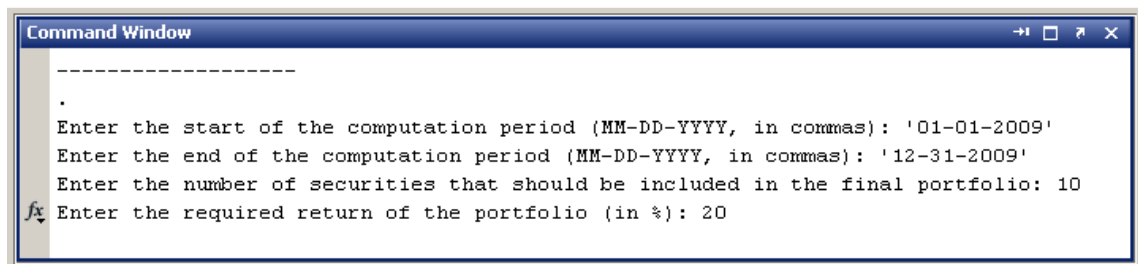 Command Window
-------------------
.
Enter the start of the computation period (MM-DD-YYYY, in commas): '01-01-2009'
Enter the end of the computation period (MM-DD-YYYY, in commas): '12-31-2009'
Enter the number of securities that should be included in the final portfolio: 10
fx Enter the required return of the portfolio (in %): 20